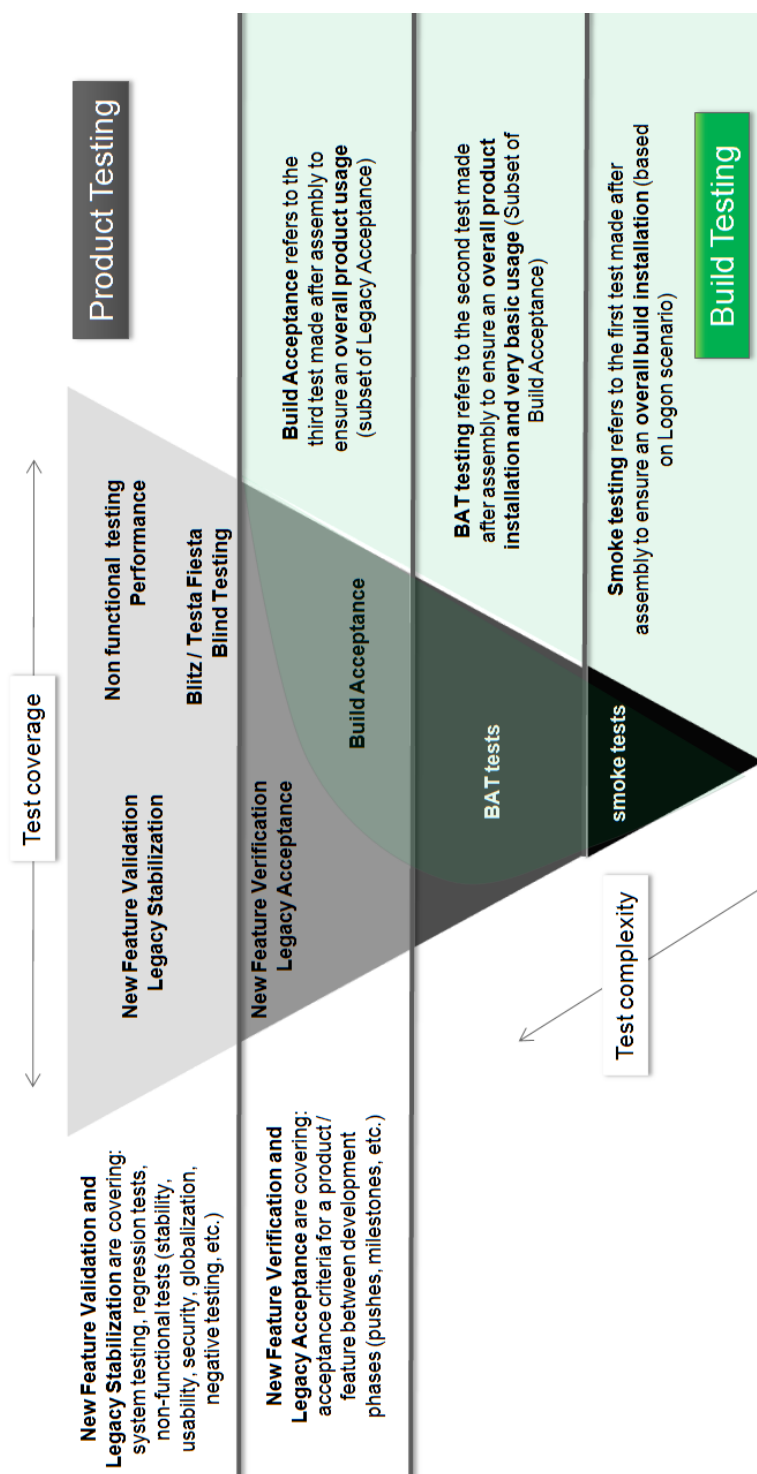 Test coverage
Product Testing
New Feature Validation and
Legacy Stabilization are covering:
system testing, regression tests,
non-functional tests (stability,
usability, security, globalization,
negative testing, etc.)
New Feature Validation
Legacy Stabilization
Non functional testing
Performance
Blitz / Testa Fiesta
Blind Testing
New Feature Verification and
Legacy Acceptance are covering:
acceptance criteria for a product /
feature between development
phases (pushes, milestones, etc.)
New Feature Verification
Legacy Acceptance
Build Acceptance
Build Acceptance refers to the
third test made after assembly to
ensure an overall product usage
(subset of Legacy Acceptance)
BAT tests
BAT testing refers to the second test made
after assembly to ensure an overall product
installation and very basic usage (Subset of
Build Acceptance)
Test complexity
smoke tests
Smoke testing refers to the first test made after
assembly to ensure an overall build installation (based
on Logon scenario)
Build Testing